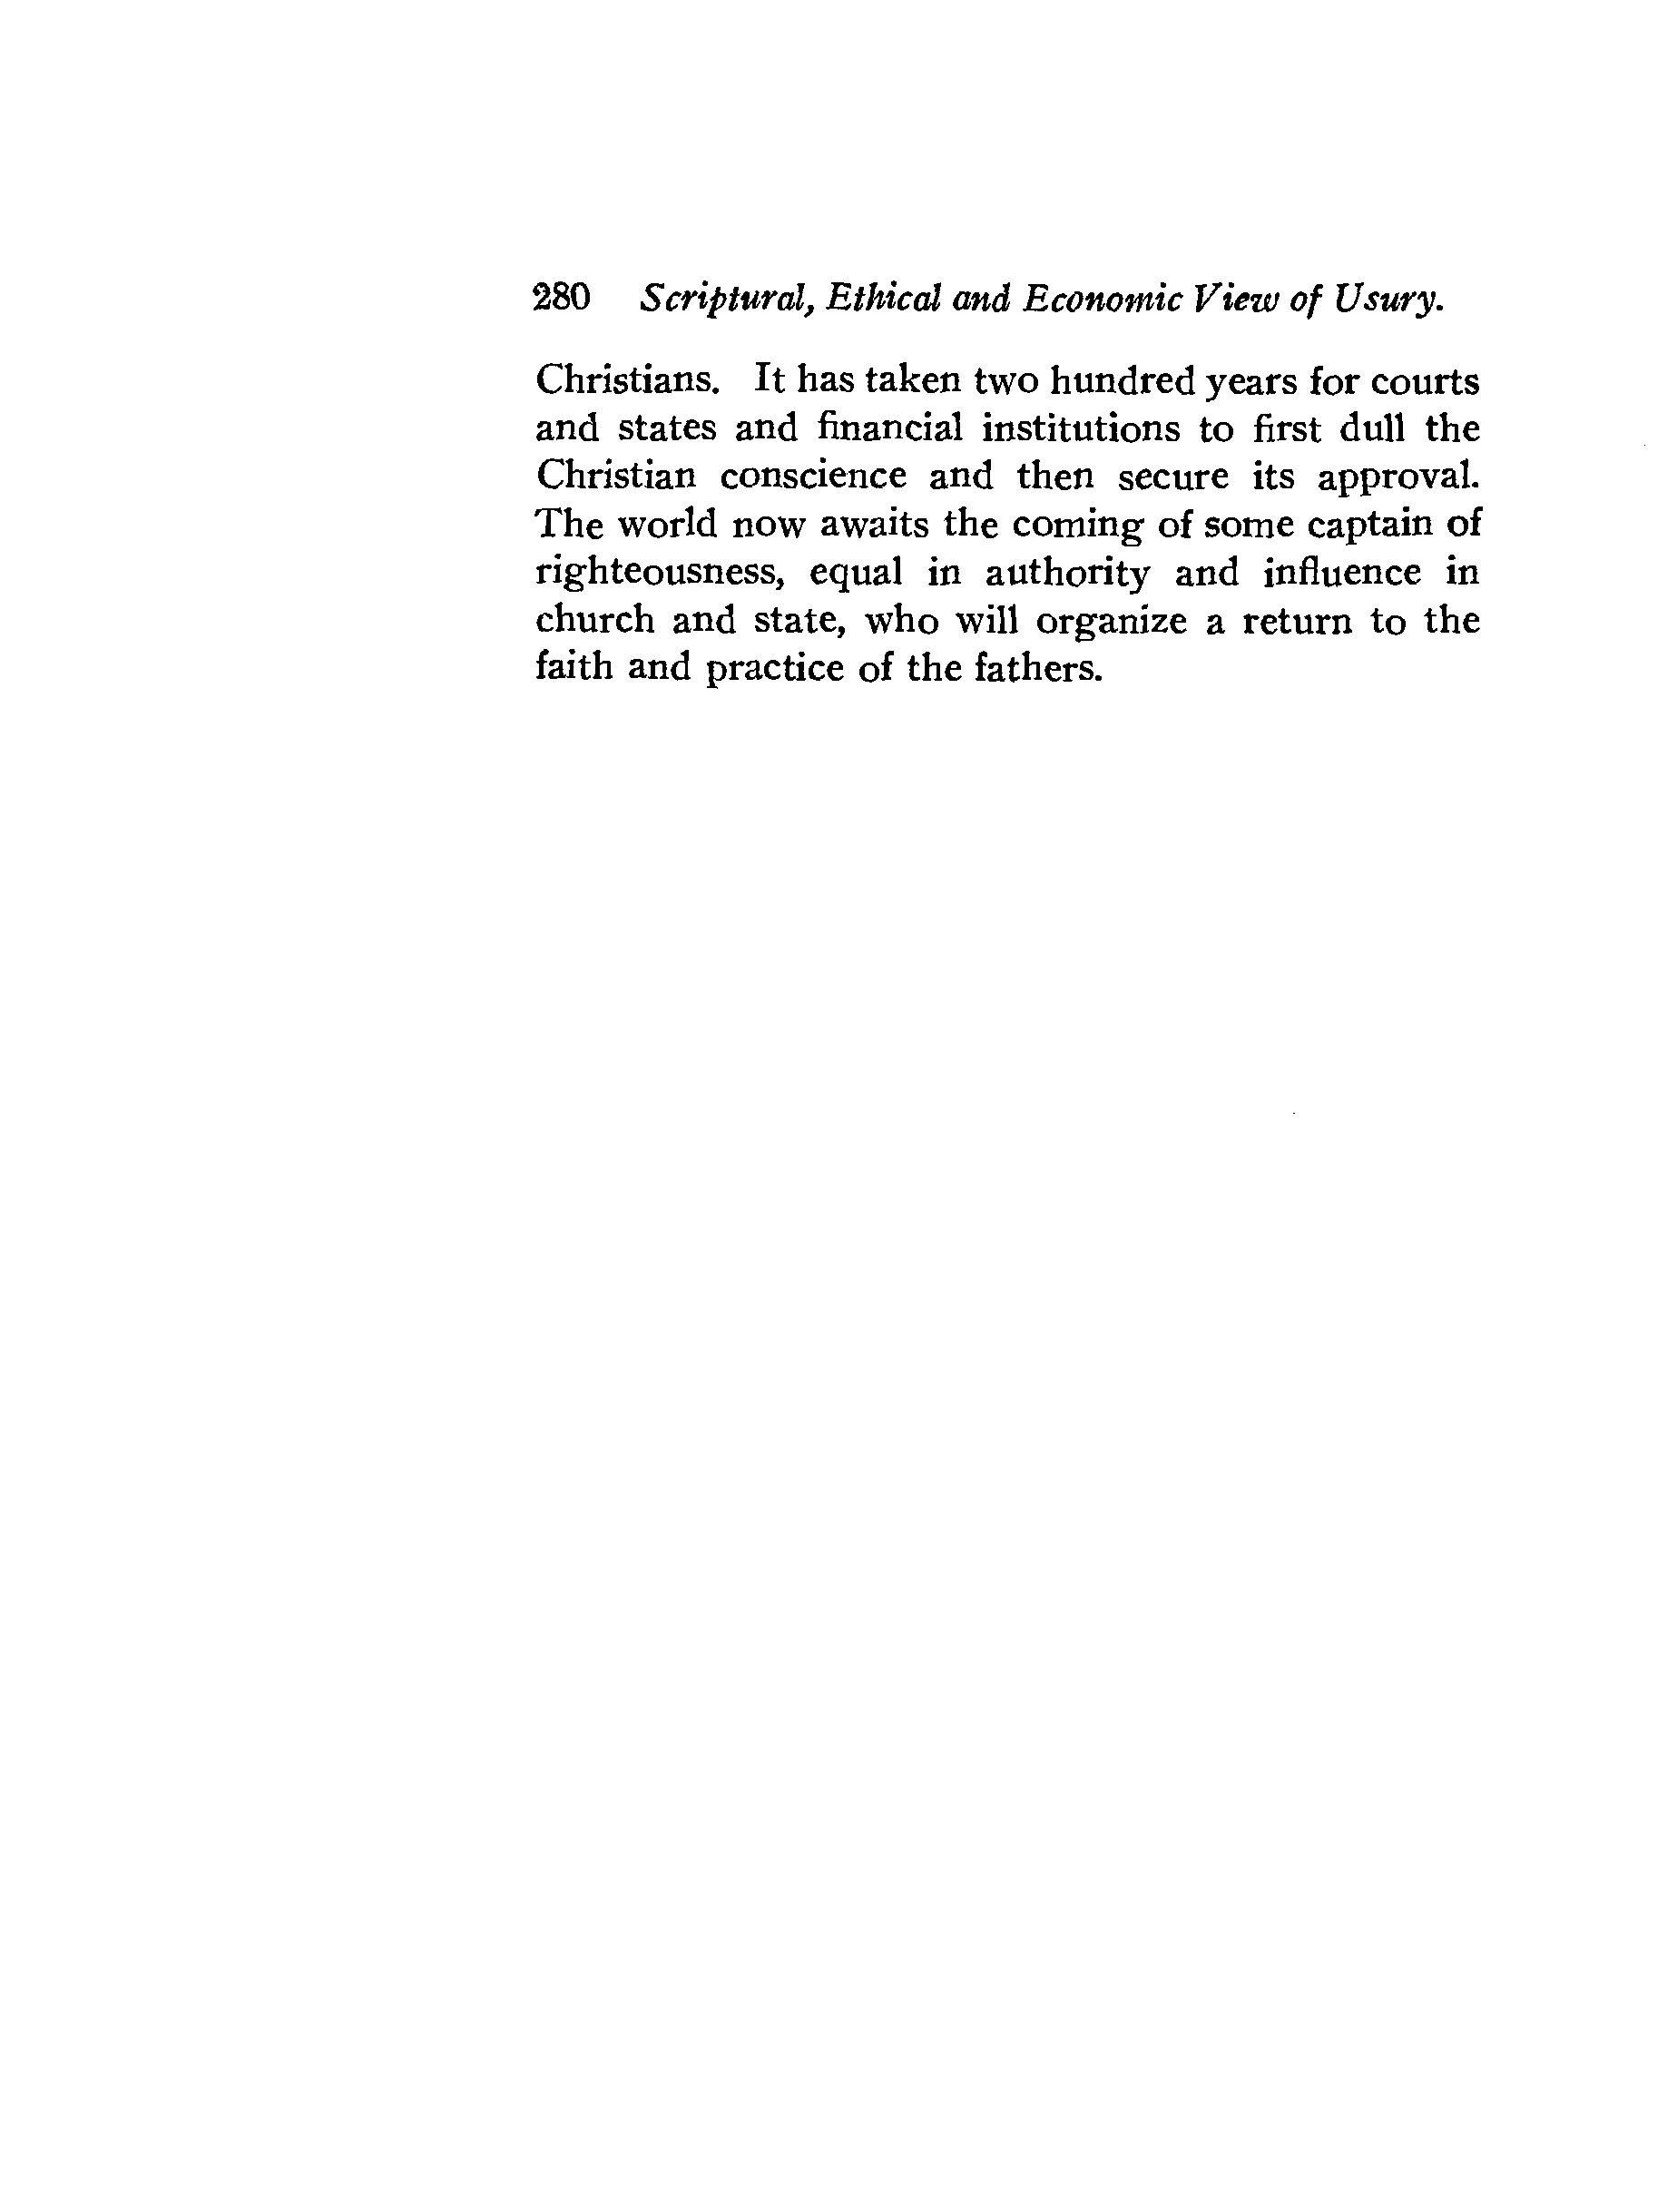 280 Scriptural, Ethical and Economic View of Usury.
Christians. It has taken two hundred years for courts
and states and financial institutions to first dull the
Christian conscience and then secure its approval.
The world now awaits the coming of some captain of
righteousness, equal in authority and influence in
church and state, who will organize a return to the
faith and practice of the fathers.